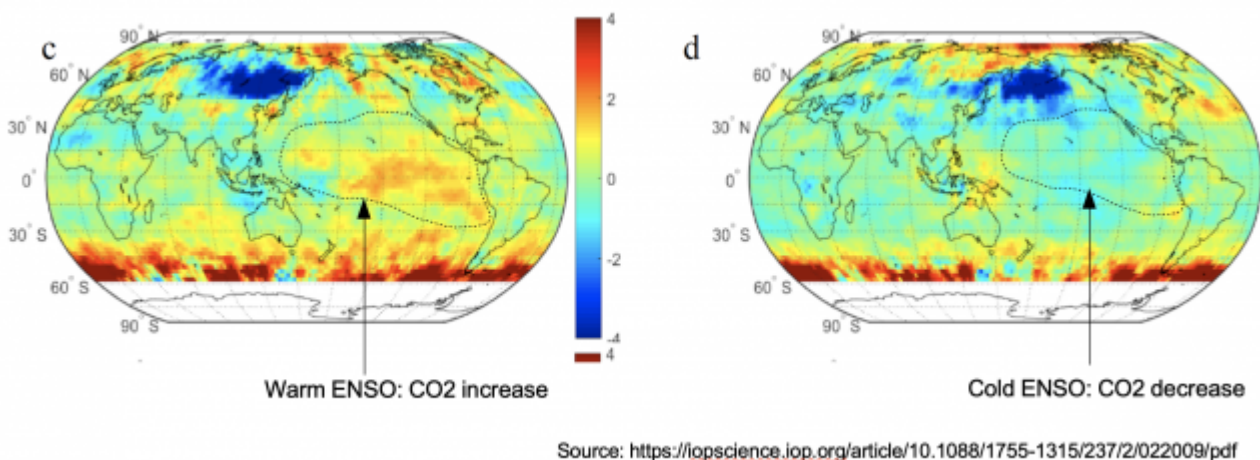 c
90° N
60° N
30° N
0°
30° S
60° S
90° S
4
2
0
-2
-4
4
d
90° N
60° N
30° N
0°
30° S
60° S
90° S
Warm ENSO: CO2 increase
Cold ENSO: CO2 decrease
Source: https://iopscience.iop.org/article/10.1088/1755-1315/237/2/022009/pdf